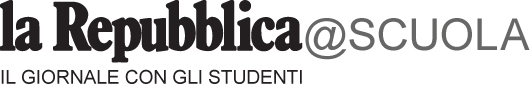 la Repubblica@SCUOLA
IL GIORNALE CON GLI STUDENTI